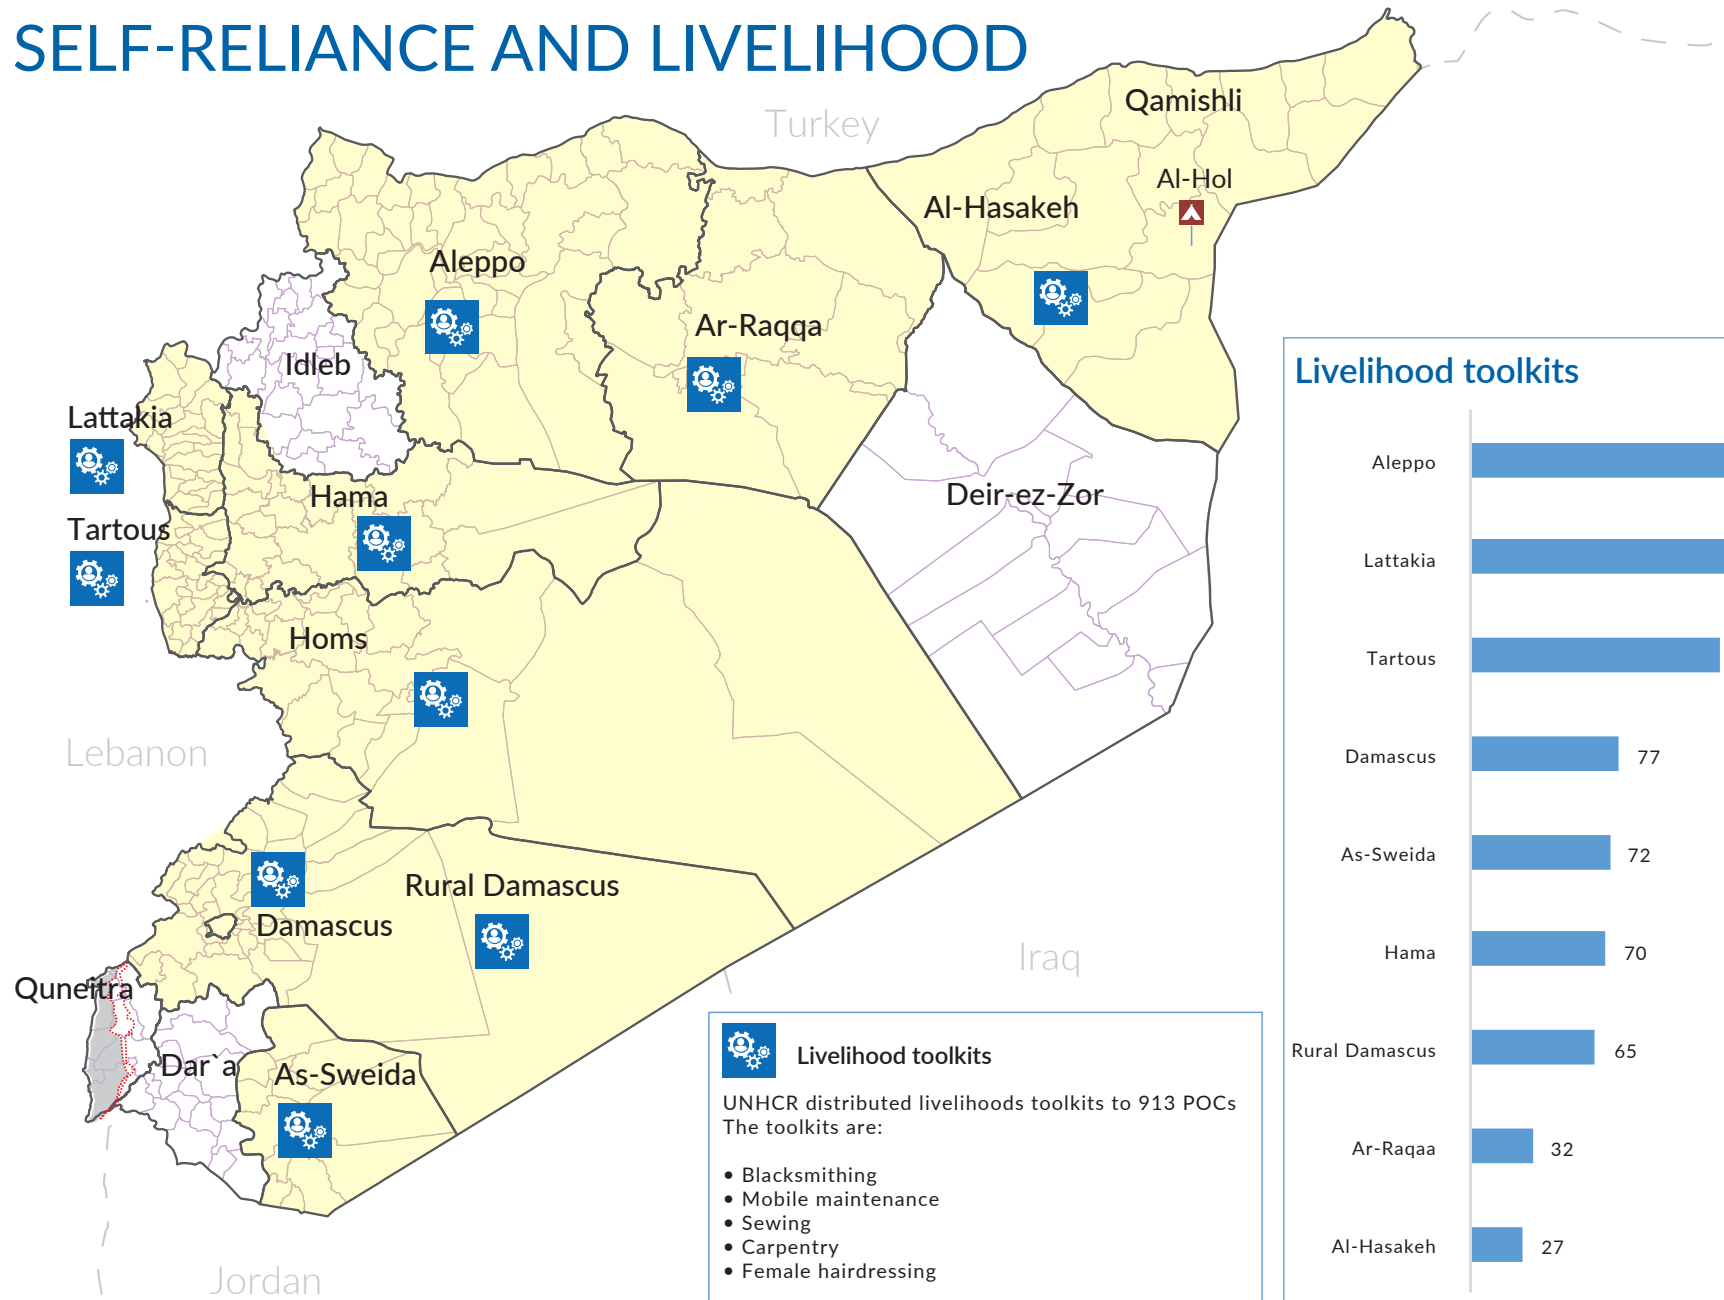 SELF-RELIANCE AND LIVELIHOOD
Turkey
Qamishli
Al-Hol
Al-Hasakeh
Aleppo
Ar-Raqqa
Idleb
Lattakia
Hama
Deir-ez-Zor
Tartous
Homs
Lebanon
Rural Damascus
Damascus
Iraq
Quneitra
Dar`a
As-Sweida
Jordan
Livelihood toolkits
UNHCR distributed livelihoods toolkits to 913 POCs
The toolkits are:
• Blacksmithing
• Mobile maintenance
• Sewing
• Carpentry
• Female hairdressing
Livelihood toolkits
Aleppo
Lattakia
Tartous
Damascus 77
As-Sweida 72
Hama 70
Rural Damascus 65
Ar-Raqaa 32
Al-Hasakeh 27